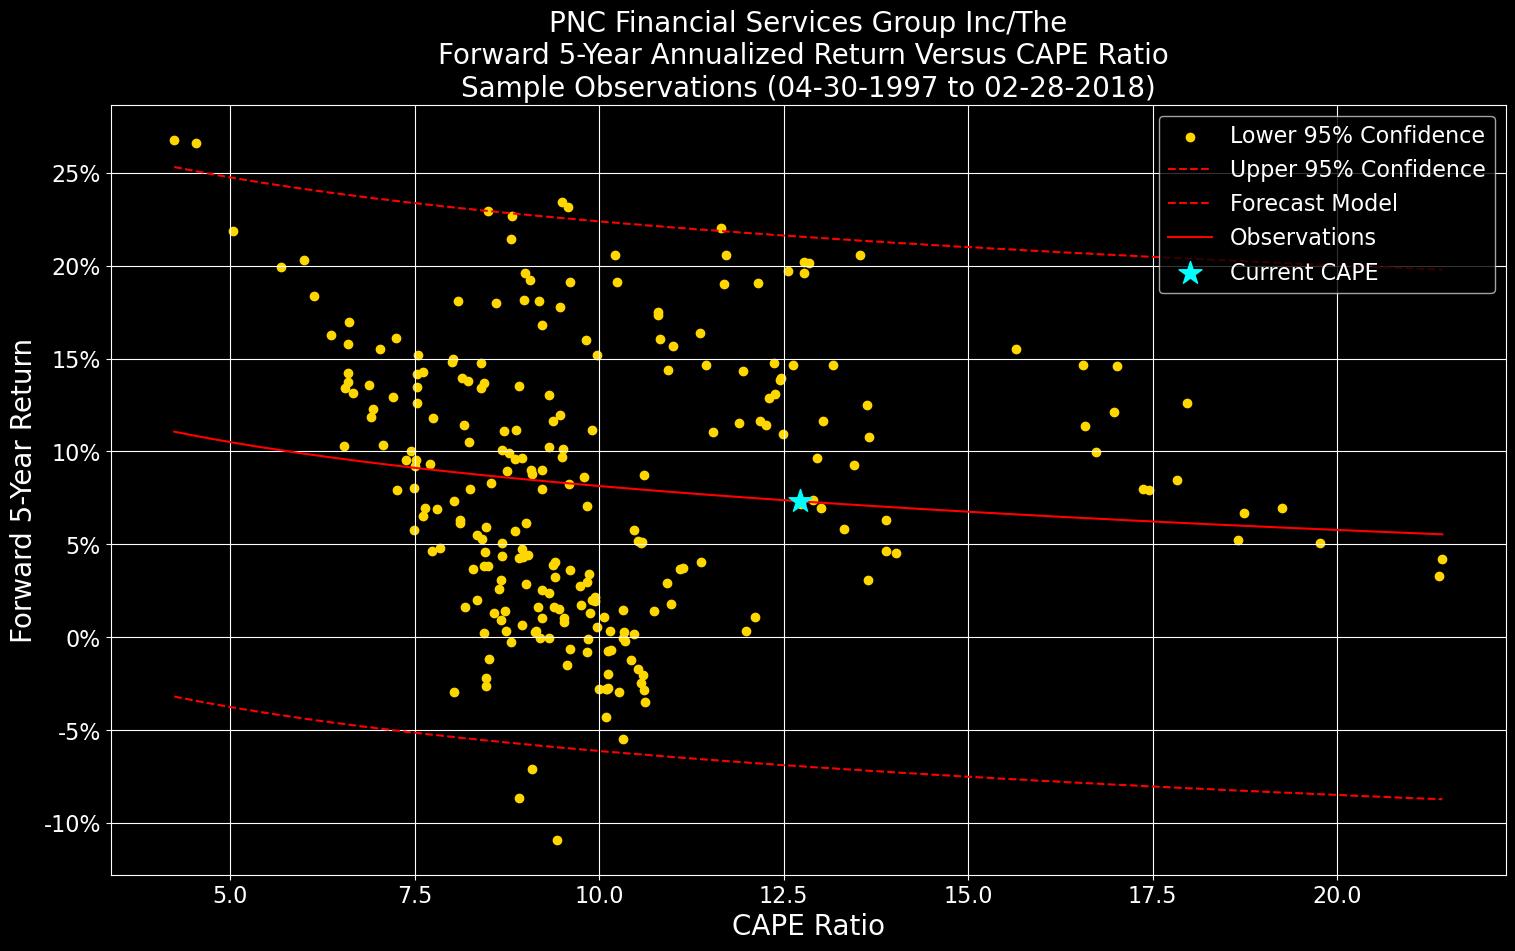 PNC Financial Services Group Inc/The
Forward 5-Year Annualized Return Versus CAPE Ratio
Sample Observations (04-30-1997 to 02-28-2018)
Lower 95% Confidence
Upper 95% Confidence
Forecast Model
Observations
Current CAPE
Forward 5-Year Return
25%
20%
15%
10%
5%
0%
-5%
-10%
5.0 7.5 10.0 12.5 15.0 17.5 20.0
CAPE Ratio